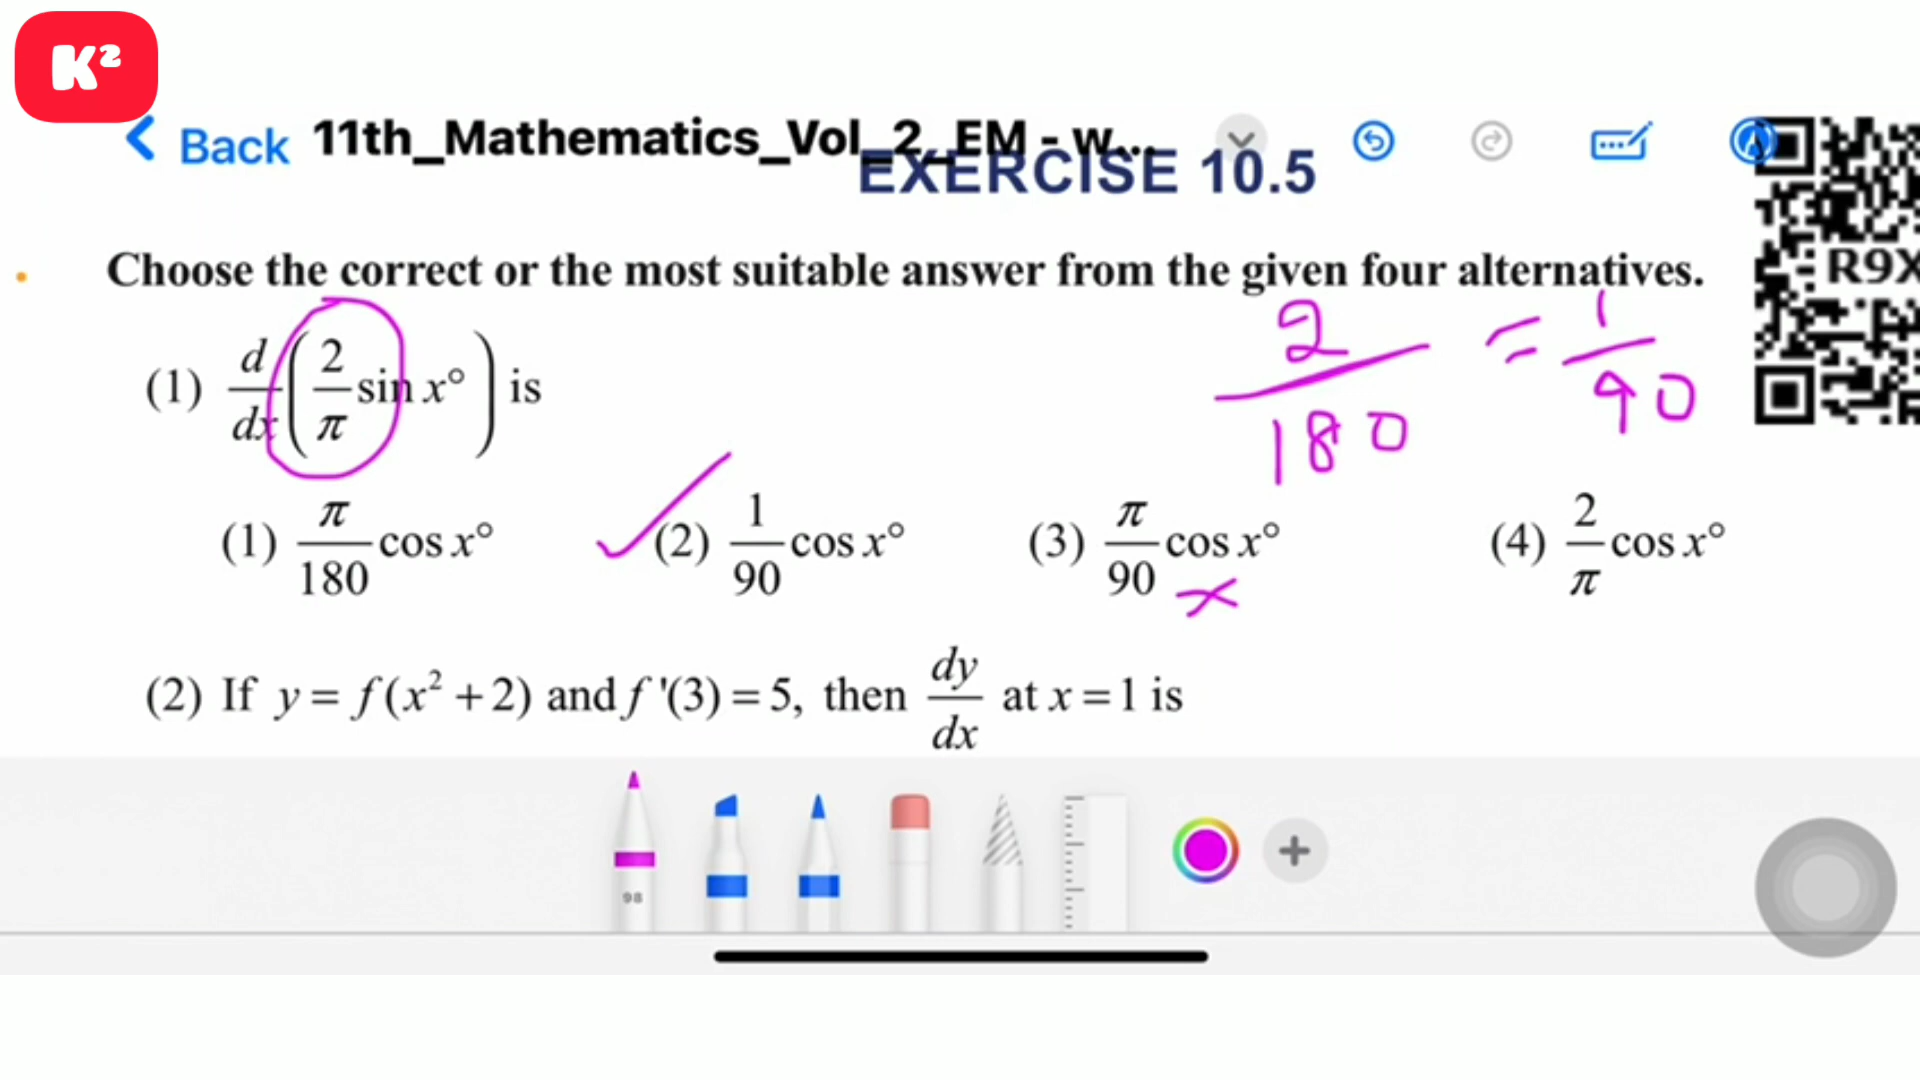 K²
Back 11th_Mathematics_Vol_2_EM - w...
EXERCISE 10.5
R9X
Choose the correct or the most suitable answer from the given four alternatives.
2/180 = 1/90
(1) d/dx (2/π sin x°) is
(1) π/180 cos x° (2) 1/90 cos x° (3) π/90 cos x° (4) 2/π cos x°
(2) If y = f(x² + 2) and f '(3) = 5, then dy/dx at x = 1 is
98